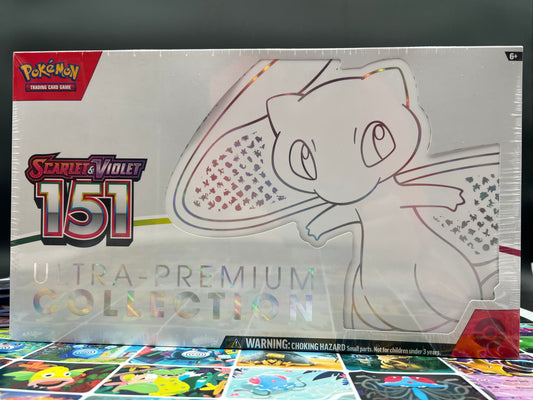 Pokémon
TRADING CARD GAME
6+
SCARLET & VIOLET
151
ULTRA-PREMIUM
COLLECTION
WARNING: CHOKING HAZARD Small parts. Not for children under 3 years.